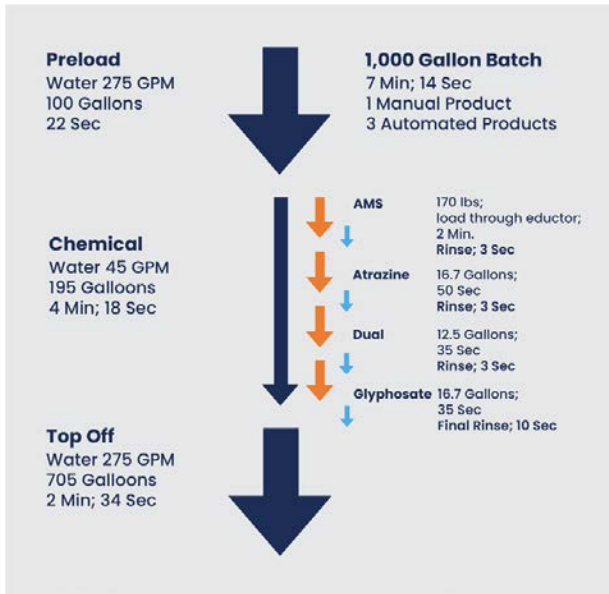 Preload
Water 275 GPM
100 Gallons
22 Sec
1,000 Gallon Batch
7 Min; 14 Sec
1 Manual Product
3 Automated Products
Chemical
Water 45 GPM
195 Galloons
4 Min; 18 Sec
AMS
170 lbs;
load through eductor;
2 Min.
Rinse; 3 Sec
Atrazine
16.7 Gallons;
50 Sec
Rinse; 3 Sec
Dual
12.5 Gallons;
35 Sec
Rinse; 3 Sec
Glyphosate
16.7 Gallons;
35 Sec
Final Rinse; 10 Sec
Top Off
Water 275 GPM
705 Galloons
2 Min; 34 Sec